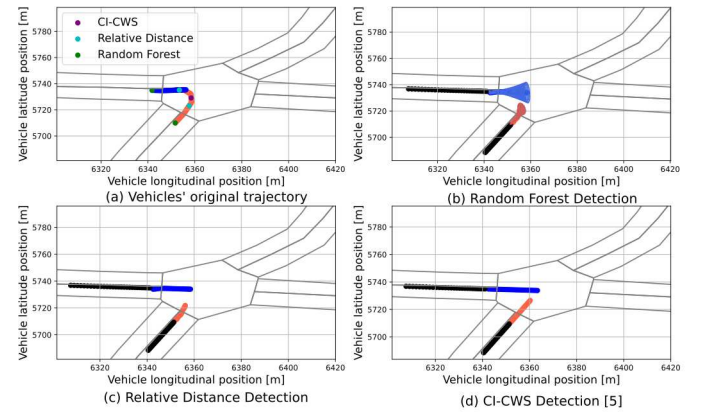 Vehicle latitude position [m]
5780
5760
5740
5720
5700
CI-CWS
Relative Distance
Random Forest
6320 6340 6360 6380 6400 6420
Vehicle longitudinal position [m]
(a) Vehicles' original trajectory
Vehicle latitude position [m]
5780
5760
5740
5720
5700
6320 6340 6360 6380 6400 6420
Vehicle longitudinal position [m]
(b) Random Forest Detection
Vehicle latitude position [m]
5780
5760
5740
5720
5700
6320 6340 6360 6380 6400 6420
Vehicle longitudinal position [m]
(c) Relative Distance Detection
Vehicle latitude position [m]
5780
5760
5740
5720
5700
6320 6340 6360 6380 6400 6420
Vehicle longitudinal position [m]
(d) CI-CWS Detection [5]